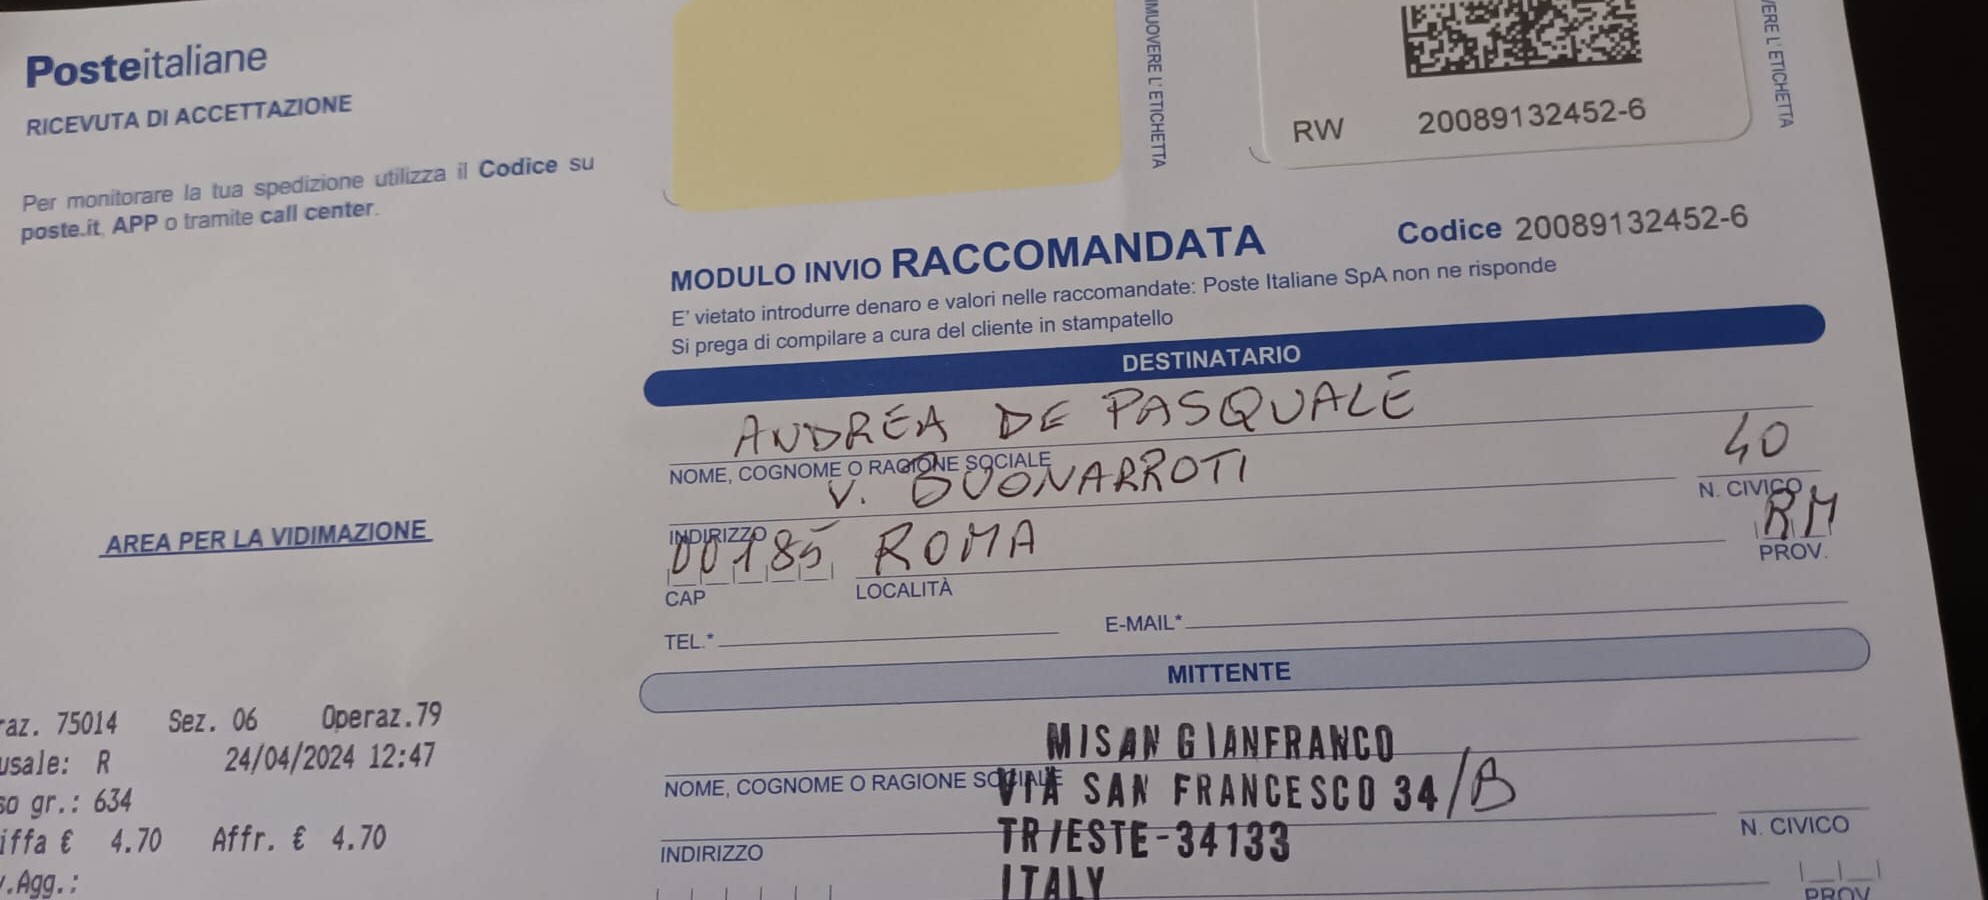 Posteitaliane
RICEVUTA DI ACCETTAZIONE
Per monitorare la tua spedizione utilizza il Codice su
poste.it, APP o tramite call center.
AREA PER LA VIDIMAZIONE
raz. 75014 Sez. 06 Operaz.79
usale: R 24/04/2024 12:47
so gr.: 634
iffa € 4.70 Affr. € 4.70
.Agg.:
MUOVERE L'ETICHETTA
RW 20089132452-6
VERE L'ETICHETTA
MODULO INVIO RACCOMANDATA
Codice 20089132452-6
E' vietato introdurre denaro e valori nelle raccomandate: Poste Italiane SpA non ne risponde
Si prega di compilare a cura del cliente in stampatello
DESTINATARIO
ANDREA DE PASQUALE
NOME, COGNOME O RAGIONE SOCIALE
V. BUONARROTI 40
INDIRIZZO N. CIVICO
00185 ROMA RM
CAP LOCALITÀ PROV.
TEL.* E-MAIL*
MITTENTE
MISAN GIANFRANCO
NOME, COGNOME O RAGIONE SOCIALE
VIA SAN FRANCESCO 34/B
TRIESTE-34133
INDIRIZZO N. CIVICO
ITALY
PROV